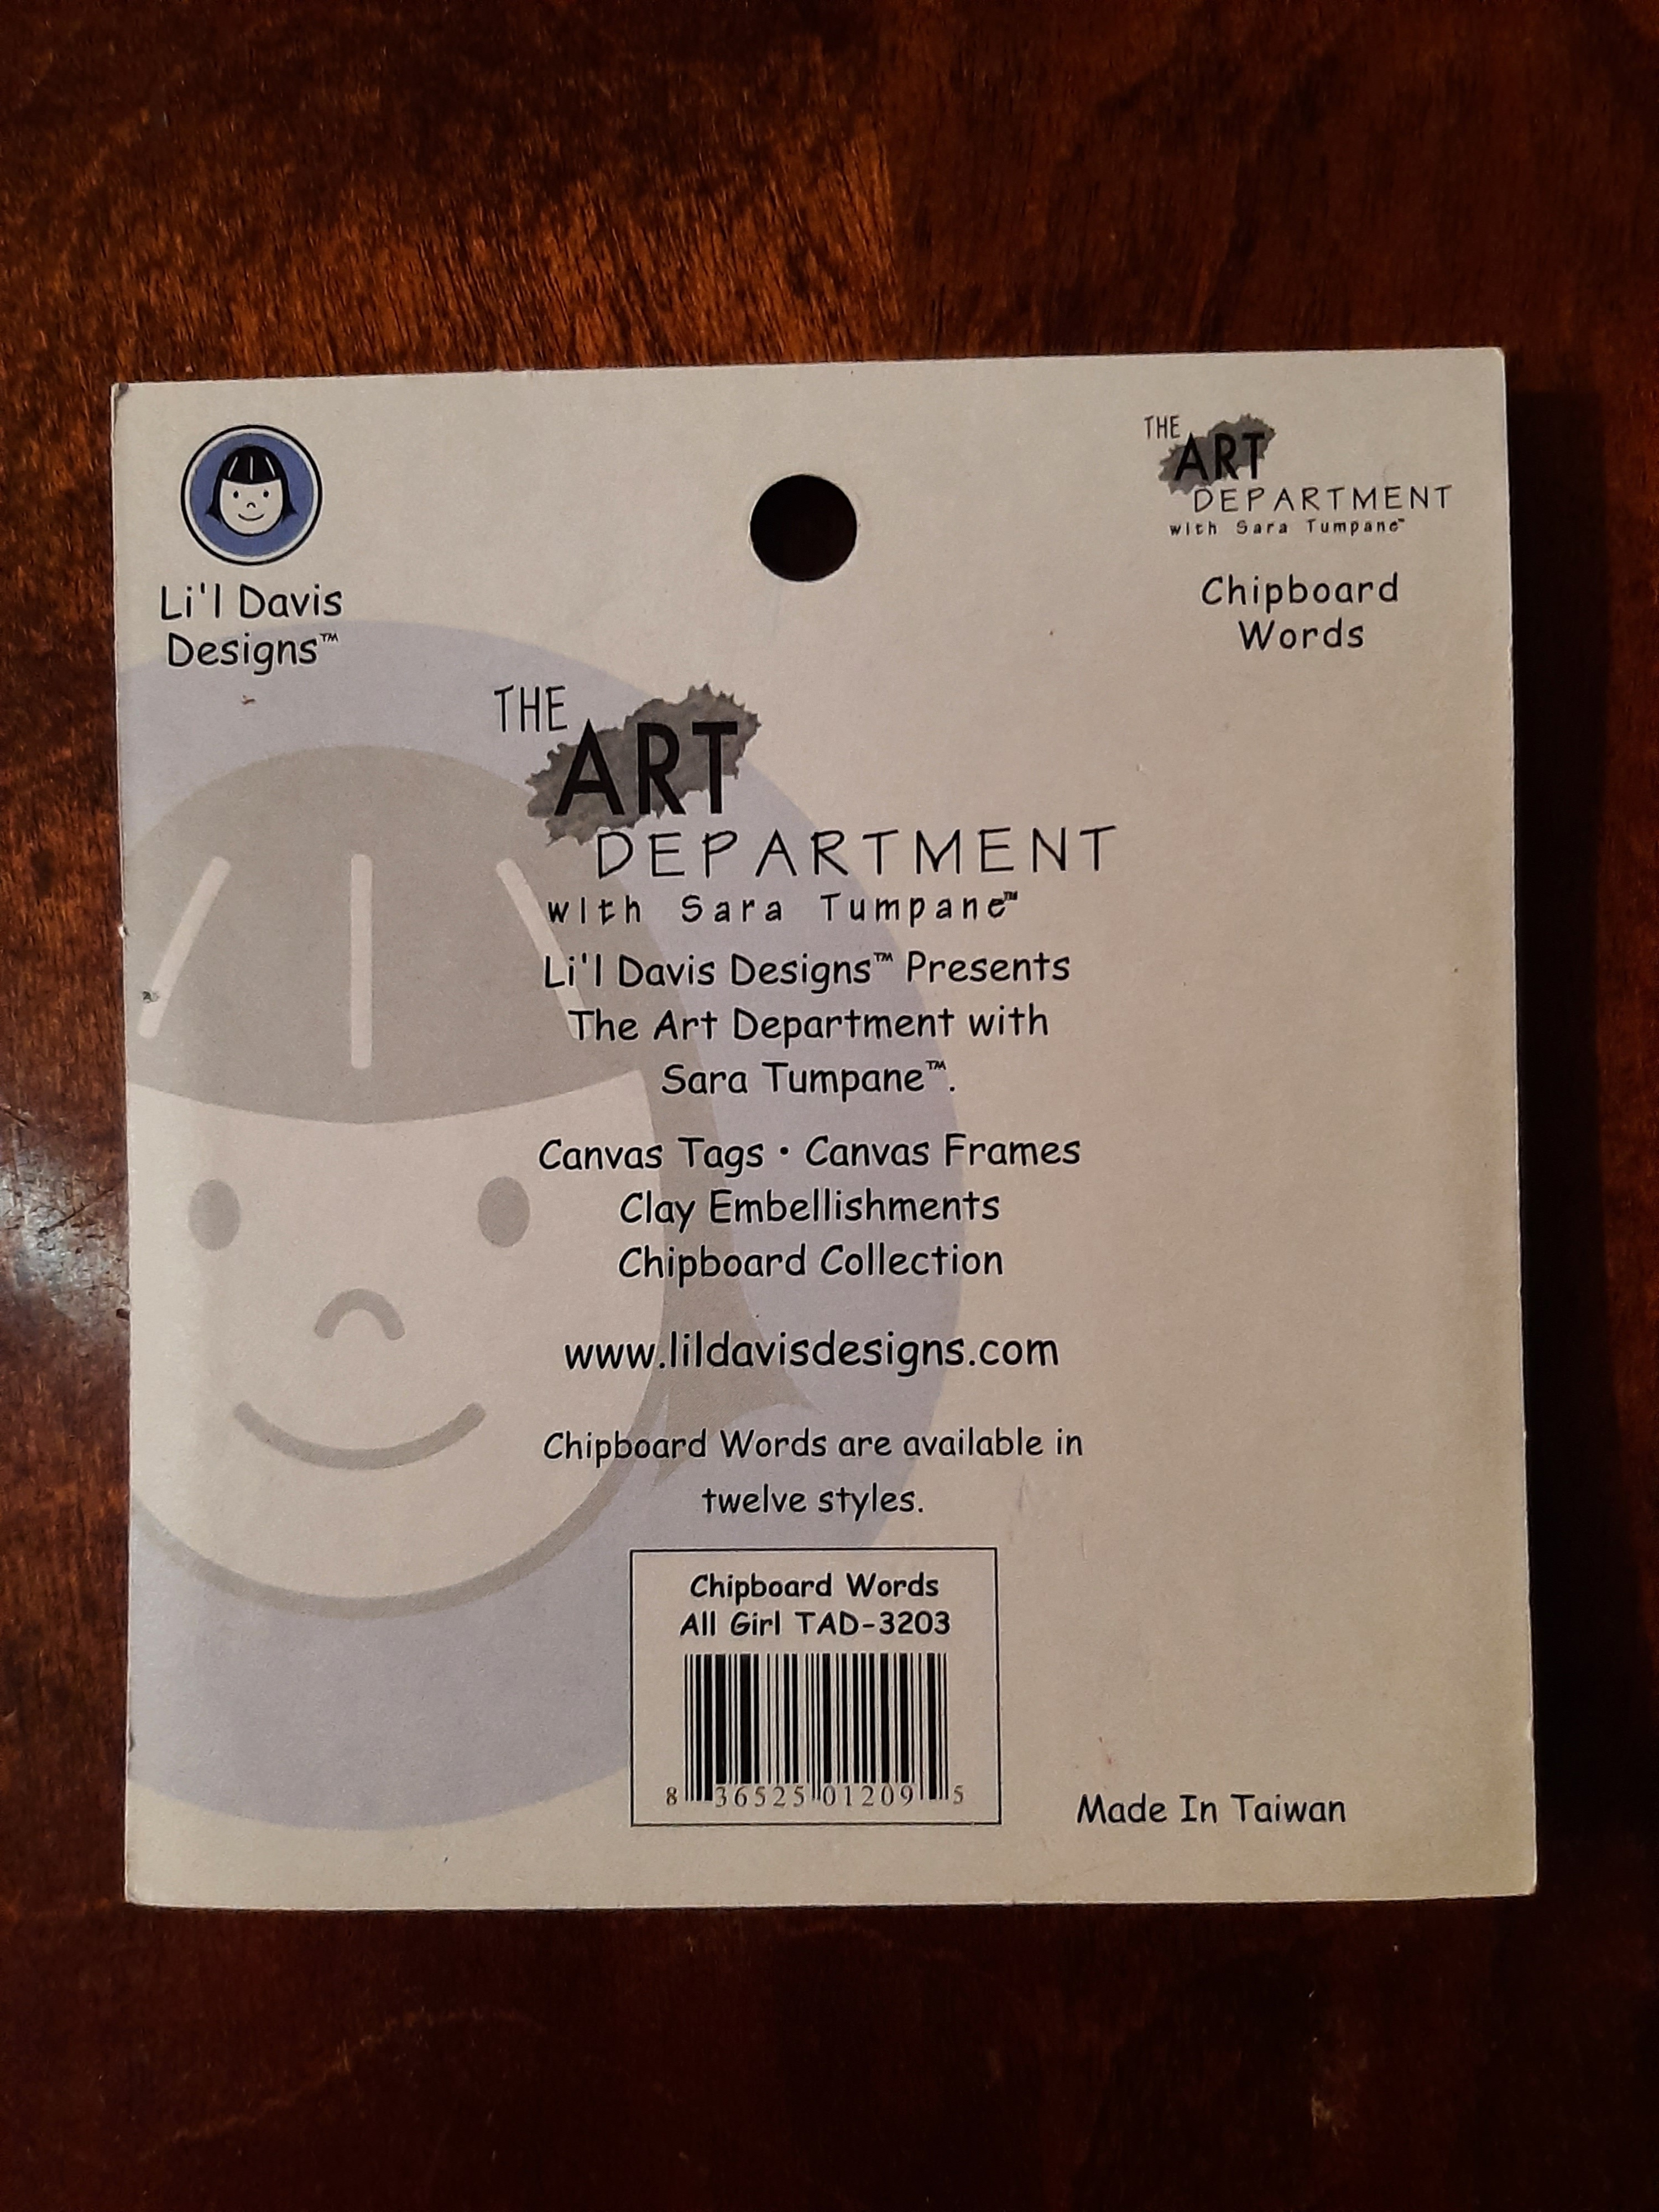 Li'l Davis
Designs™
THE
ART
DEPARTMENT
with Sara Tumpane™
Chipboard
Words
THE
ART
DEPARTMENT
with Sara Tumpane™
Li'l Davis Designs™ Presents
The Art Department with
Sara Tumpane™.
Canvas Tags • Canvas Frames
Clay Embellishments
Chipboard Collection
www.lildavisdesigns.com
Chipboard Words are available in
twelve styles.
Chipboard Words
All Girl TAD-3203
8 36525 01209 5
Made In Taiwan